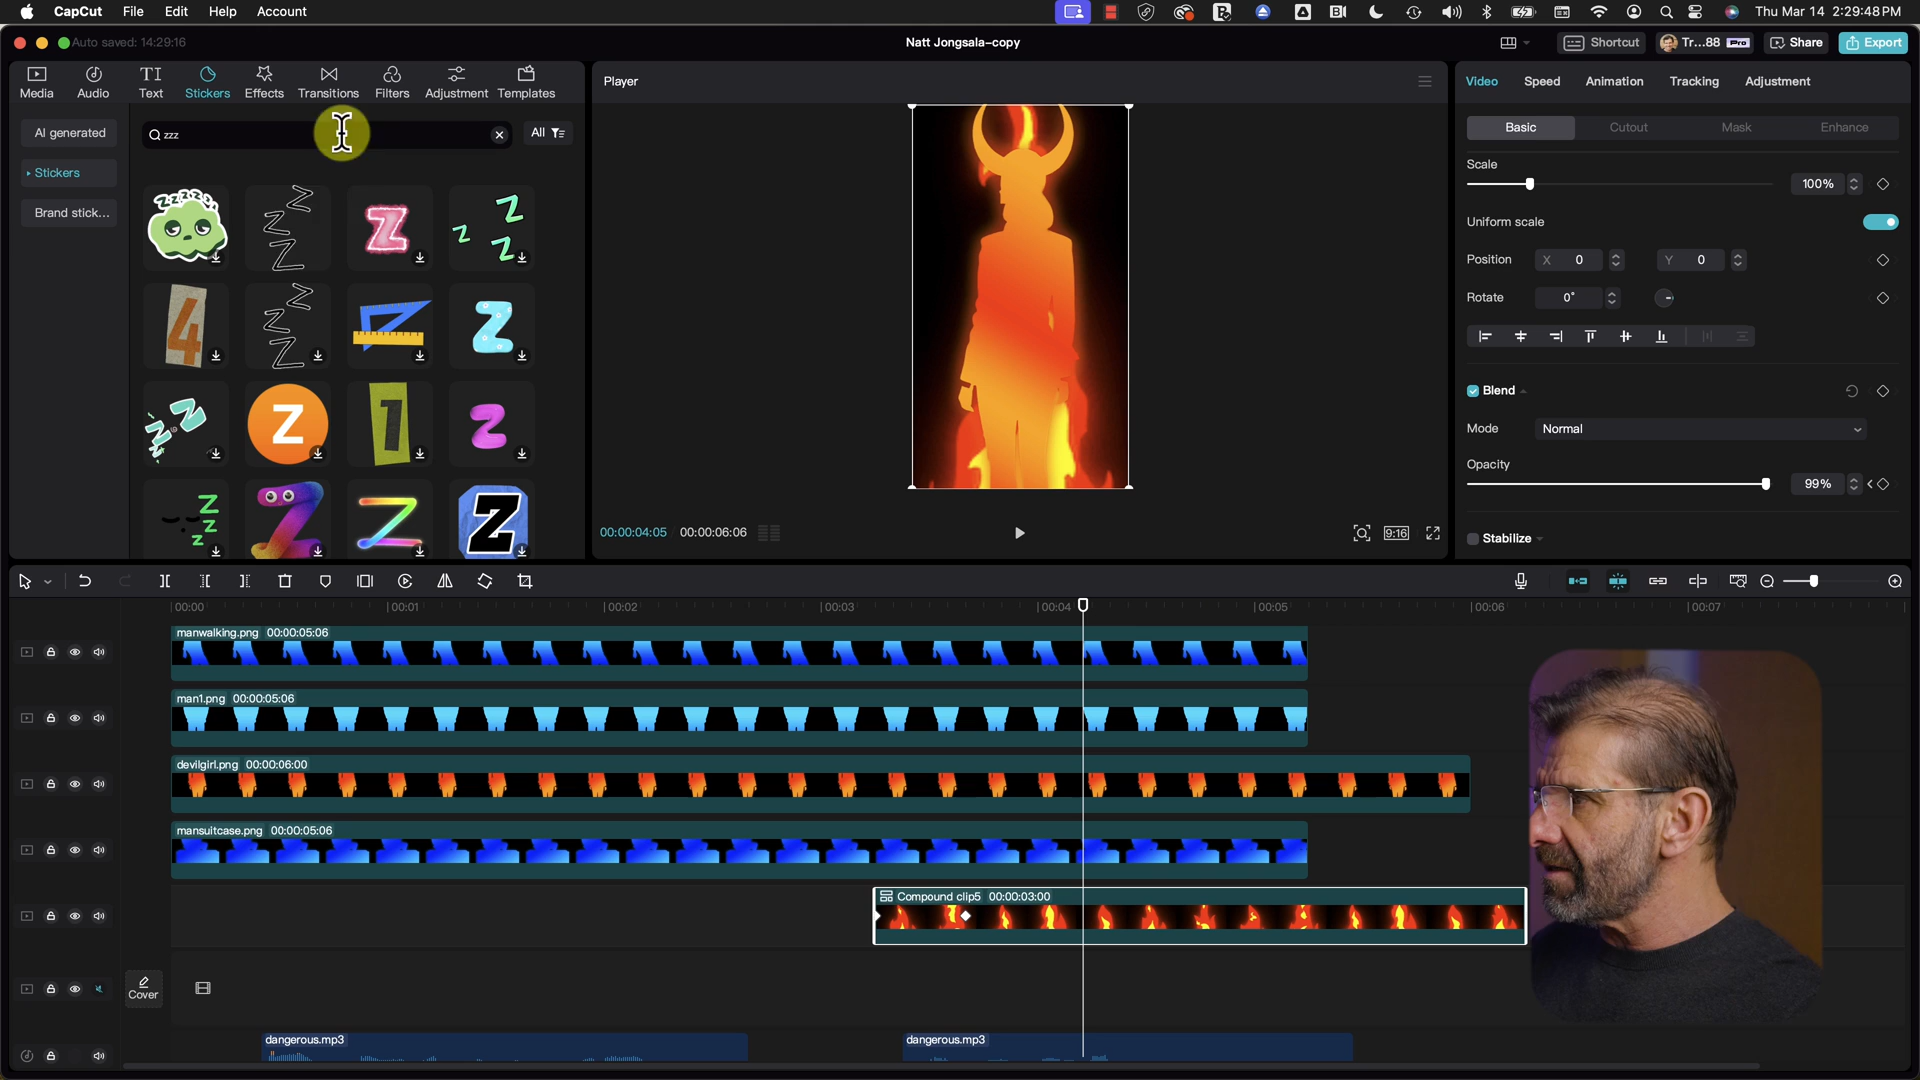 CapCut File Edit Help Account
Thu Mar 14 2:29:48 PM
Auto saved: 14:29:16
Natt Jongsala-copy
Shortcut
Tr...88 Pro
Share
Export
Media Audio Text Stickers Effects Transitions Filters Adjustment Templates
Player
Video Speed Animation Tracking Adjustment
AI generated
zzz
All
Basic Cutout Mask Enhance
Stickers
Brand stick...
Scale
100%
Uniform scale
Position X 0 Y 0
Rotate 0°
Blend
Mode Normal
Opacity
99%
Stabilize
00:00:04:05 00:00:06:06
9:16
00:00 00:01 00:02 00:03 00:04 00:05 00:06 00:07
manwalking.png 00:00:05:06
man1.png 00:00:05:06
devilgirl.png 00:00:06:00
mansuitcase.png 00:00:05:06
Compound clip5 00:00:03:00
Cover
dangerous.mp3 dangerous.mp3